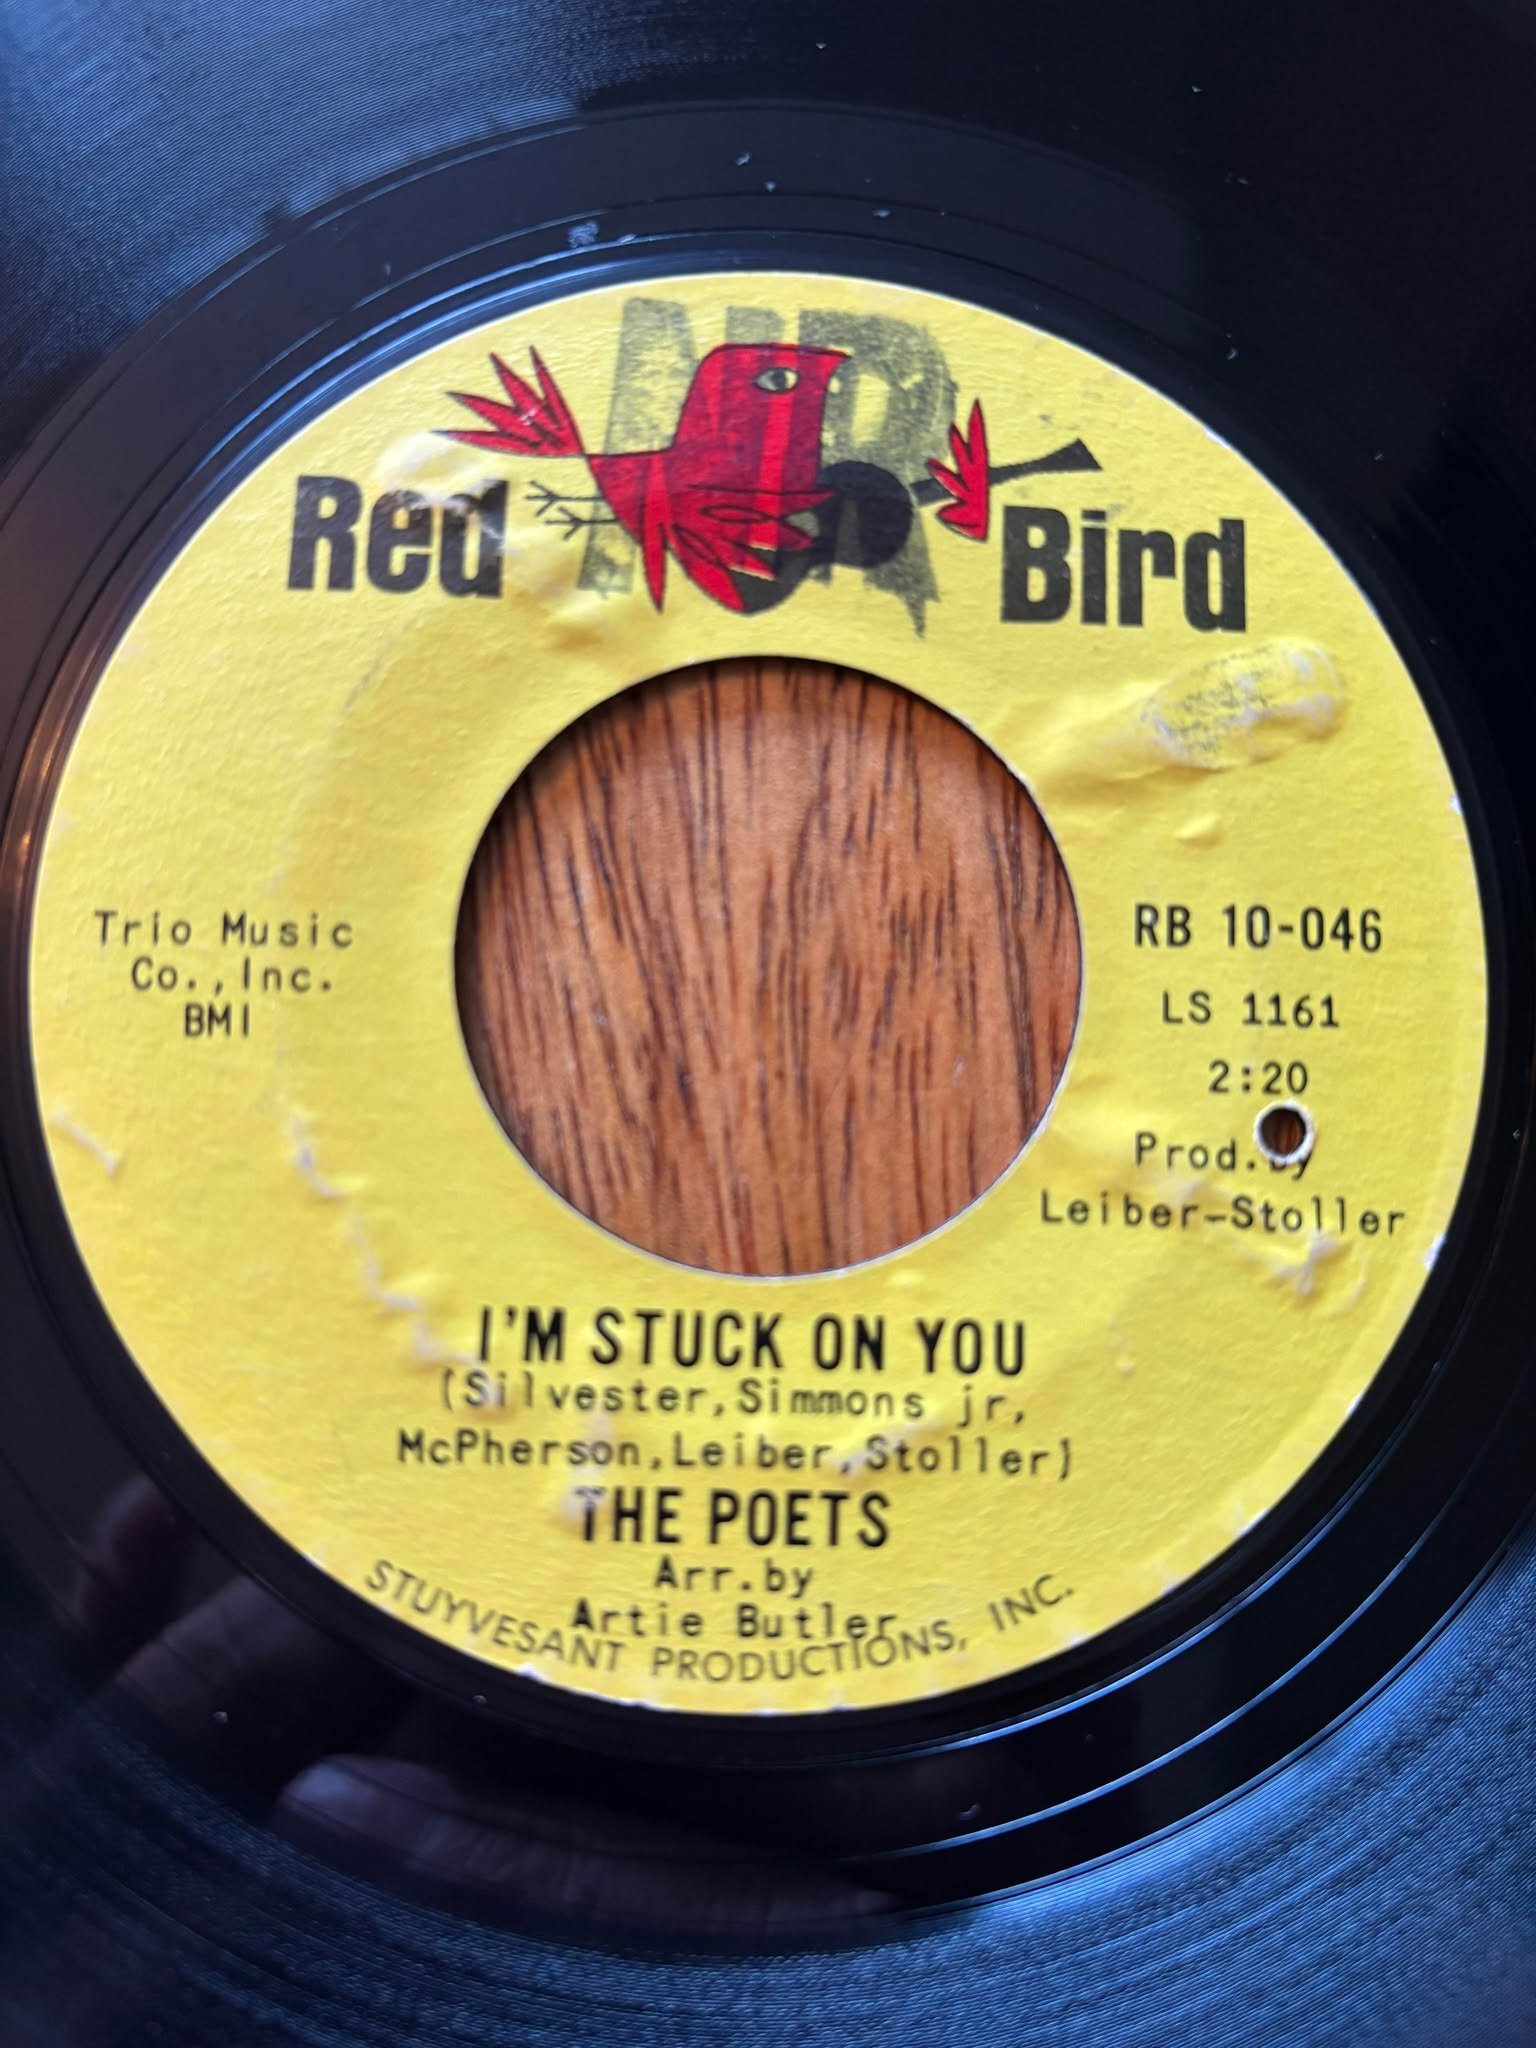 NR
Red Bird
Trio Music
Co.,Inc.
BMI
RB 10-046
LS 1161
2:20
Prod. by
Leiber-Stoller
I'M STUCK ON YOU
(Silvester,Simmons jr,
McPherson,Leiber,Stoller)
THE POETS
Arr.by
Artie Butler
STUYVESANT PRODUCTIONS, INC.